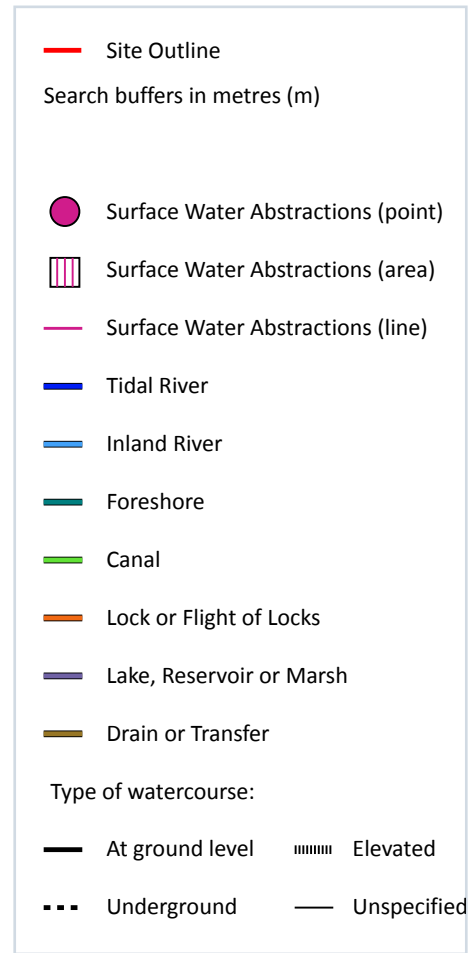 Site Outline
Search buffers in metres (m)
Surface Water Abstractions (point)
Surface Water Abstractions (area)
Surface Water Abstractions (line)
Tidal River
Inland River
Foreshore
Canal
Lock or Flight of Locks
Lake, Reservoir or Marsh
Drain or Transfer
Type of watercourse:
At ground level Elevated
Underground Unspecified